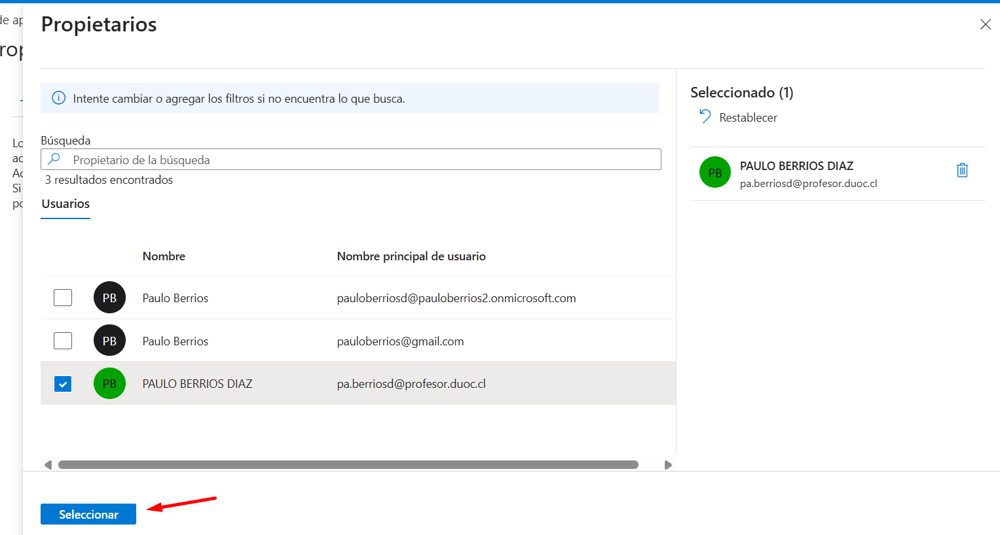 de ap
Propietarios
rop
Intente cambiar o agregar los filtros si no encuentra lo que busca.
Seleccionado (1)
Restablecer
Búsqueda
Propietario de la búsqueda
3 resultados encontrados
Lo
ac
Ac
Si
po
Usuarios
PB
PAULO BERRIOS DIAZ
pa.berriosd@profesor.duoc.cl
Nombre
Nombre principal de usuario
PB
Paulo Berrios
pauloberriosd@pauloberrios2.onmicrosoft.com
PB
Paulo Berrios
pauloberrios@gmail.com
PB
PAULO BERRIOS DIAZ
pa.berriosd@profesor.duoc.cl
Seleccionar